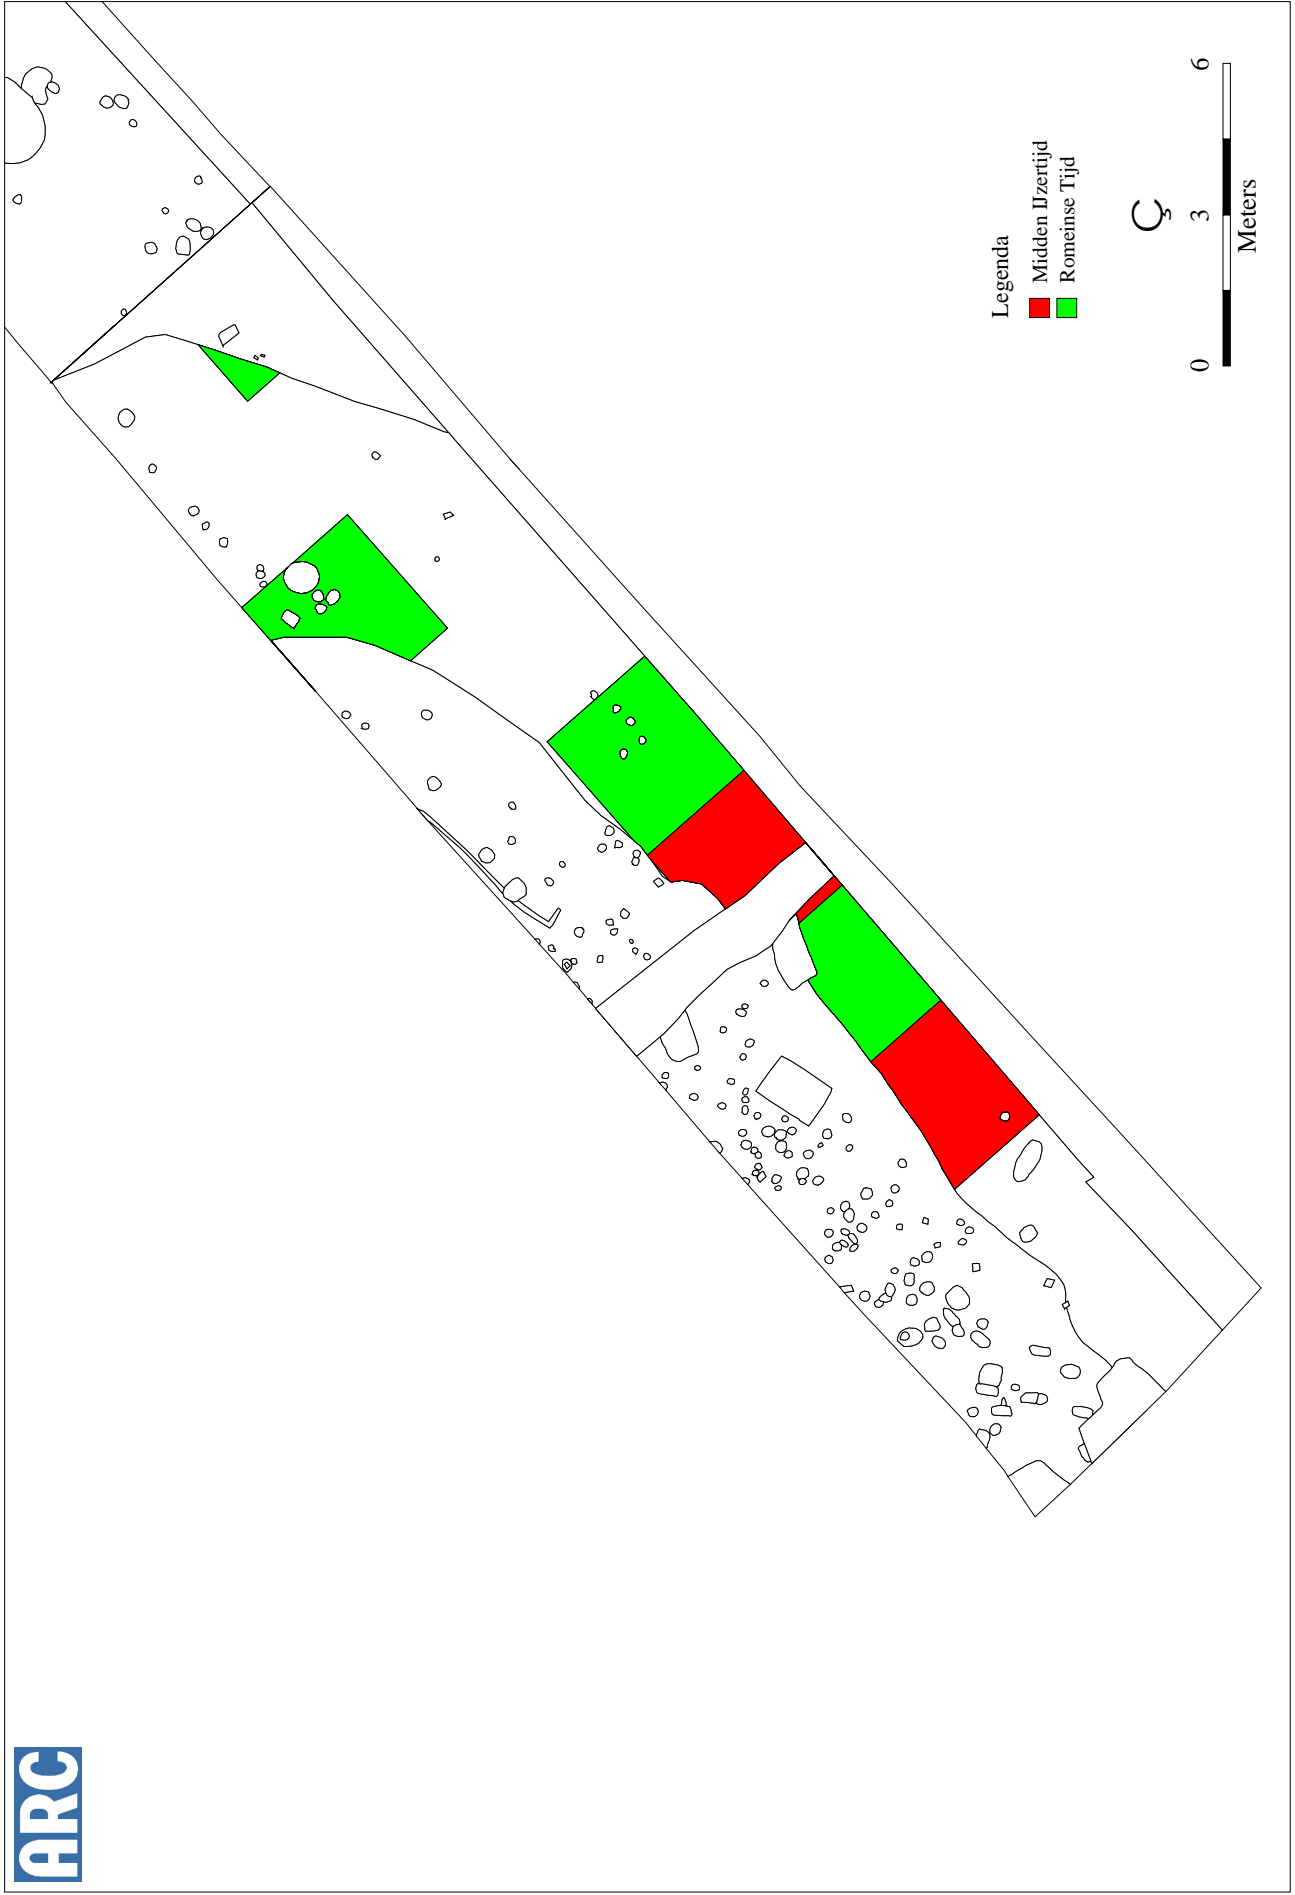 ARC
Legenda
Midden IJzertijd
Romeinse Tijd
Ç
0 3 6
Meters